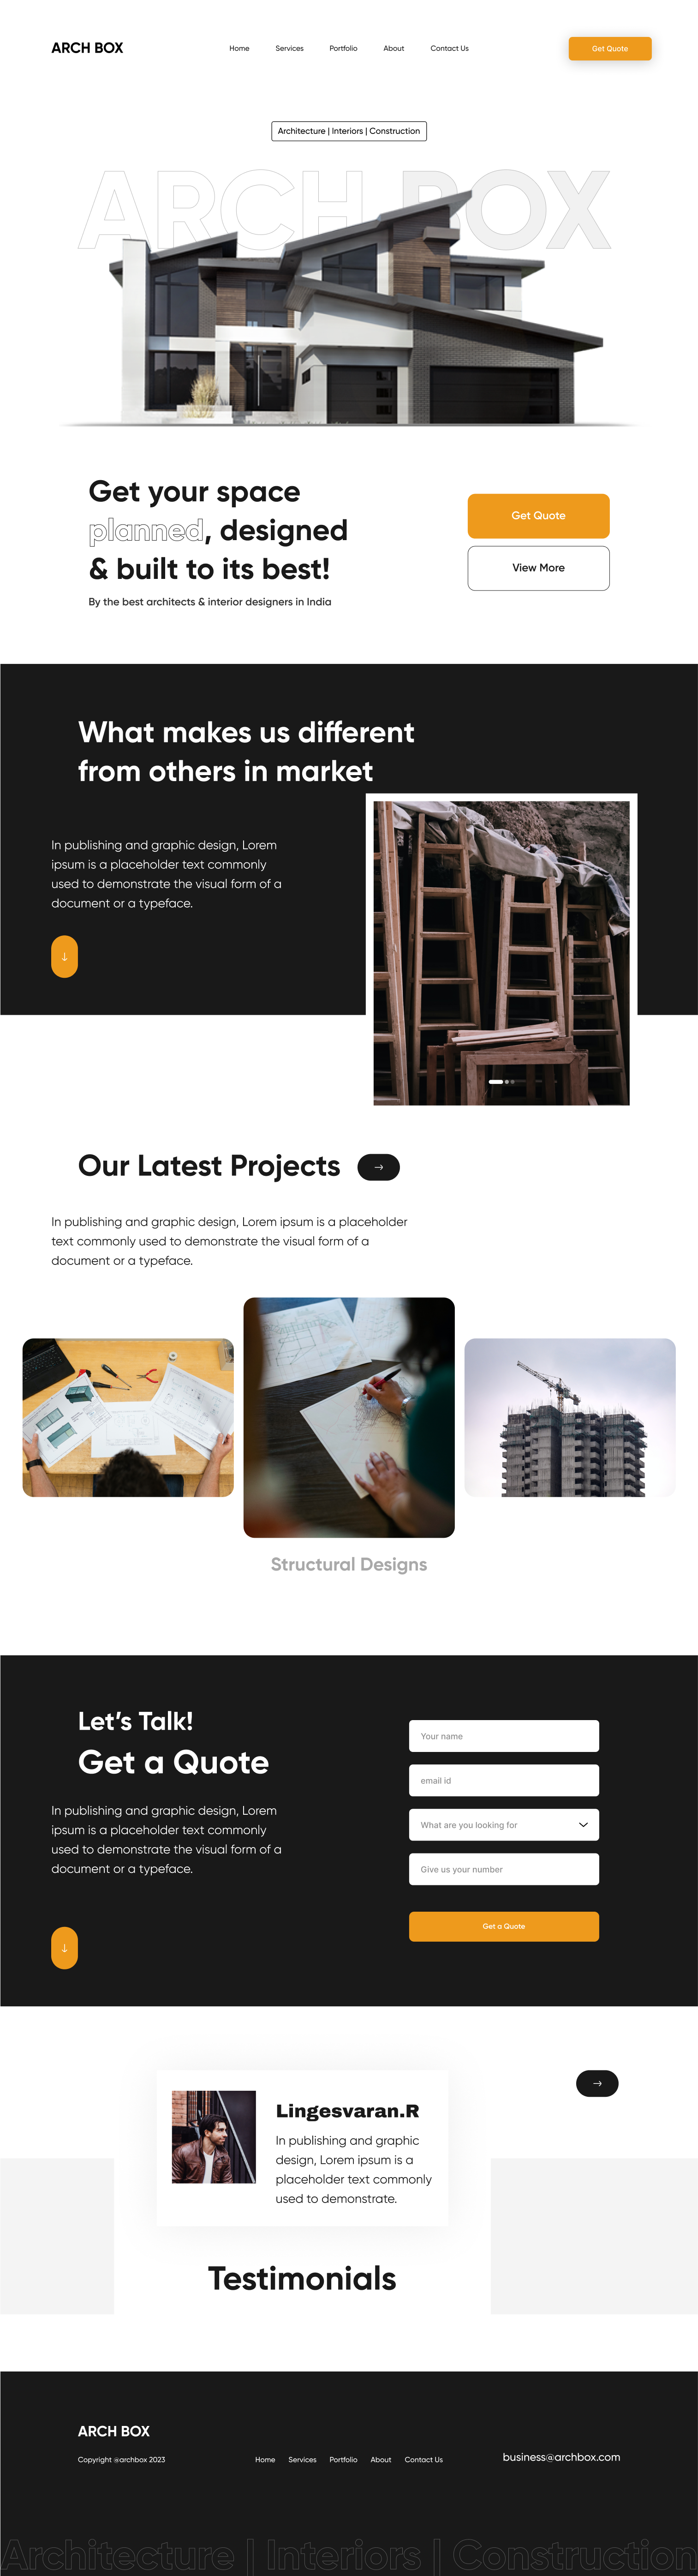 ARCH BOX
Home
Services
Portfolio
About
Contact Us
Get Quote
Architecture | Interiors | Construction
ARCH BOX
Get your space
planned, designed
& built to its best!
By the best architects & interior designers in India
Get Quote
View More
What makes us different
from others in market
In publishing and graphic design, Lorem
ipsum is a placeholder text commonly
used to demonstrate the visual form of a
document or a typeface.
Our Latest Projects
In publishing and graphic design, Lorem ipsum is a placeholder
text commonly used to demonstrate the visual form of a
document or a typeface.
Structural Designs
Let's Talk!
Get a Quote
In publishing and graphic design, Lorem
ipsum is a placeholder text commonly
used to demonstrate the visual form of a
document or a typeface.
Your name
email id
What are you looking for
Give us your number
Get a Quote
Lingesvaran.R
In publishing and graphic
design, Lorem ipsum is a
placeholder text commonly
used to demonstrate.
Testimonials
ARCH BOX
Copyright @archbox 2023
Home
Services
Portfolio
About
Contact Us
business@archbox.com
Architecture | Interiors | Construction